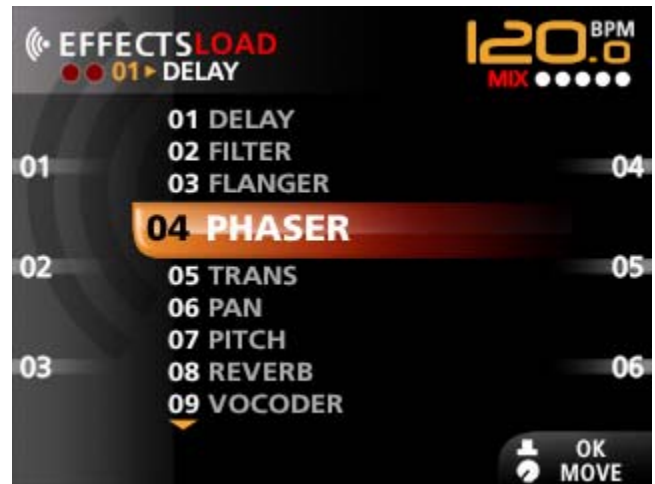 EFFECTSLOAD
01 DELAY
120.0 BPM
MIX
01 DELAY
02 FILTER
03 FLANGER
04 PHASER
05 TRANS
06 PAN
07 PITCH
08 REVERB
09 VOCODER
01
02
03
04
05
06
OK
MOVE